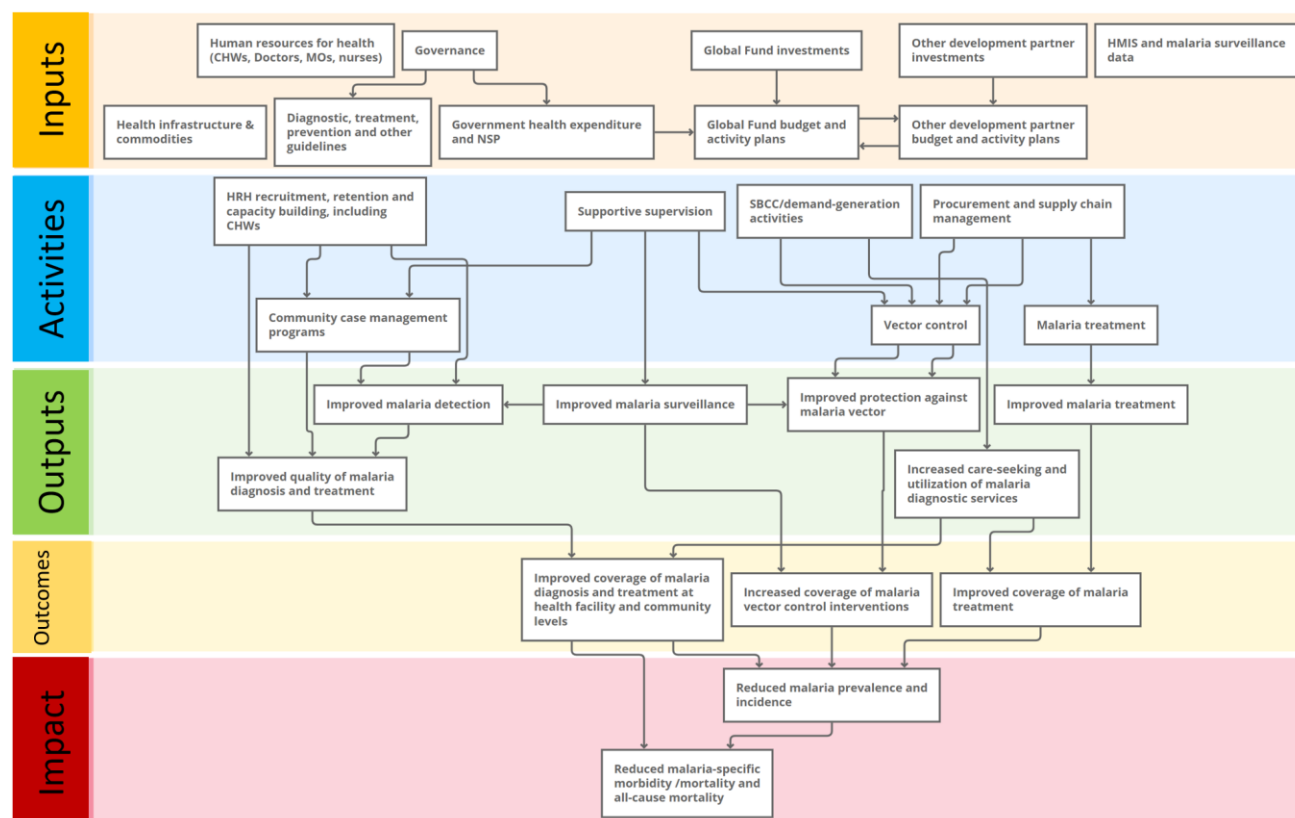 Inputs
Human resources for health
(CHWs, Doctors, MOs, nurses)
Governance
Global Fund investments
Other development partner
investments
HMIS and malaria surveillance
data
Health infrastructure &
commodities
Diagnostic, treatment,
prevention and other
guidelines
Government health expenditure
and NSP
Global Fund budget and
activity plans
Other development partner
budget and activity plans
Activities
HRH recruitment, retention and
capacity building, including
CHWs
Supportive supervision
SBCC/demand-generation
activities
Procurement and supply chain
management
Community case management
programs
Vector control
Malaria treatment
Outputs
Improved malaria detection
Improved malaria surveillance
Improved protection against
malaria vector
Improved malaria treatment
Improved quality of malaria
diagnosis and treatment
Increased care-seeking and
utilization of malaria
diagnostic services
Outcomes
Improved coverage of malaria
diagnosis and treatment at
health facility and community
levels
Increased coverage of malaria
vector control interventions
Improved coverage of malaria
treatment
Impact
Reduced malaria prevalence and
incidence
Reduced malaria-specific
morbidity /mortality and
all-cause mortality